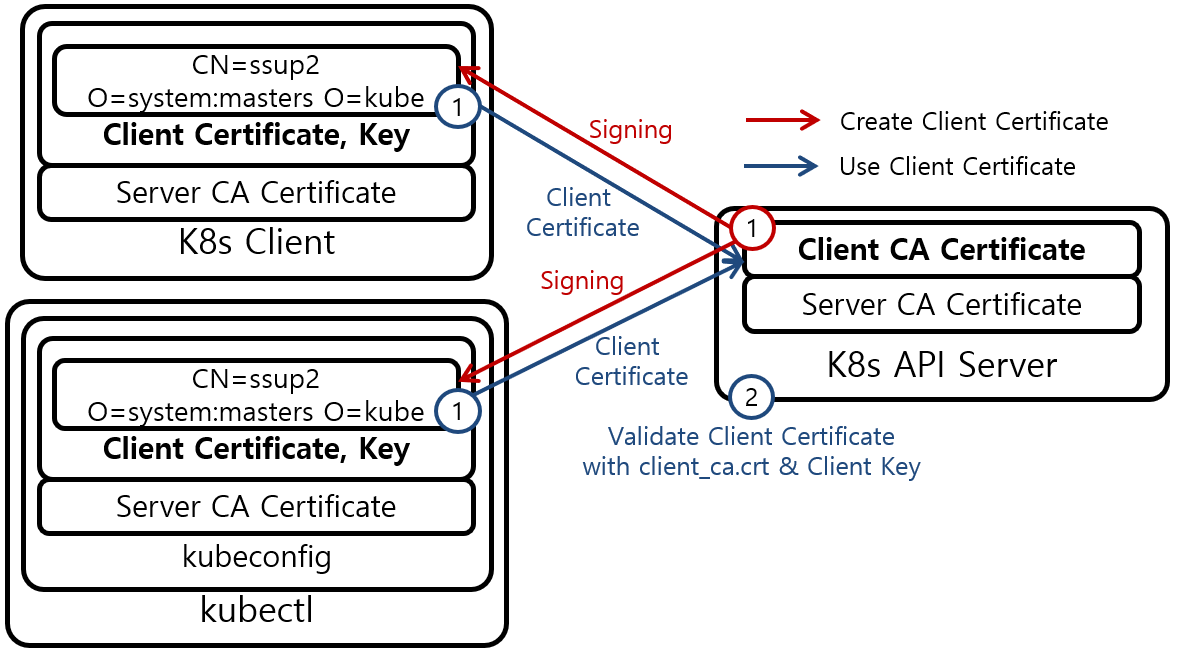 CN=ssup2
O=system:masters O=kube
1
Client Certificate, Key
Server CA Certificate
K8s Client
Signing
Client
Certificate
Create Client Certificate
Use Client Certificate
1
Client CA Certificate
Server CA Certificate
K8s API Server
Signing
Client
Certificate
2
Validate Client Certificate
with client_ca.crt & Client Key
CN=ssup2
O=system:masters O=kube
1
Client Certificate, Key
Server CA Certificate
kubeconfig
kubectl